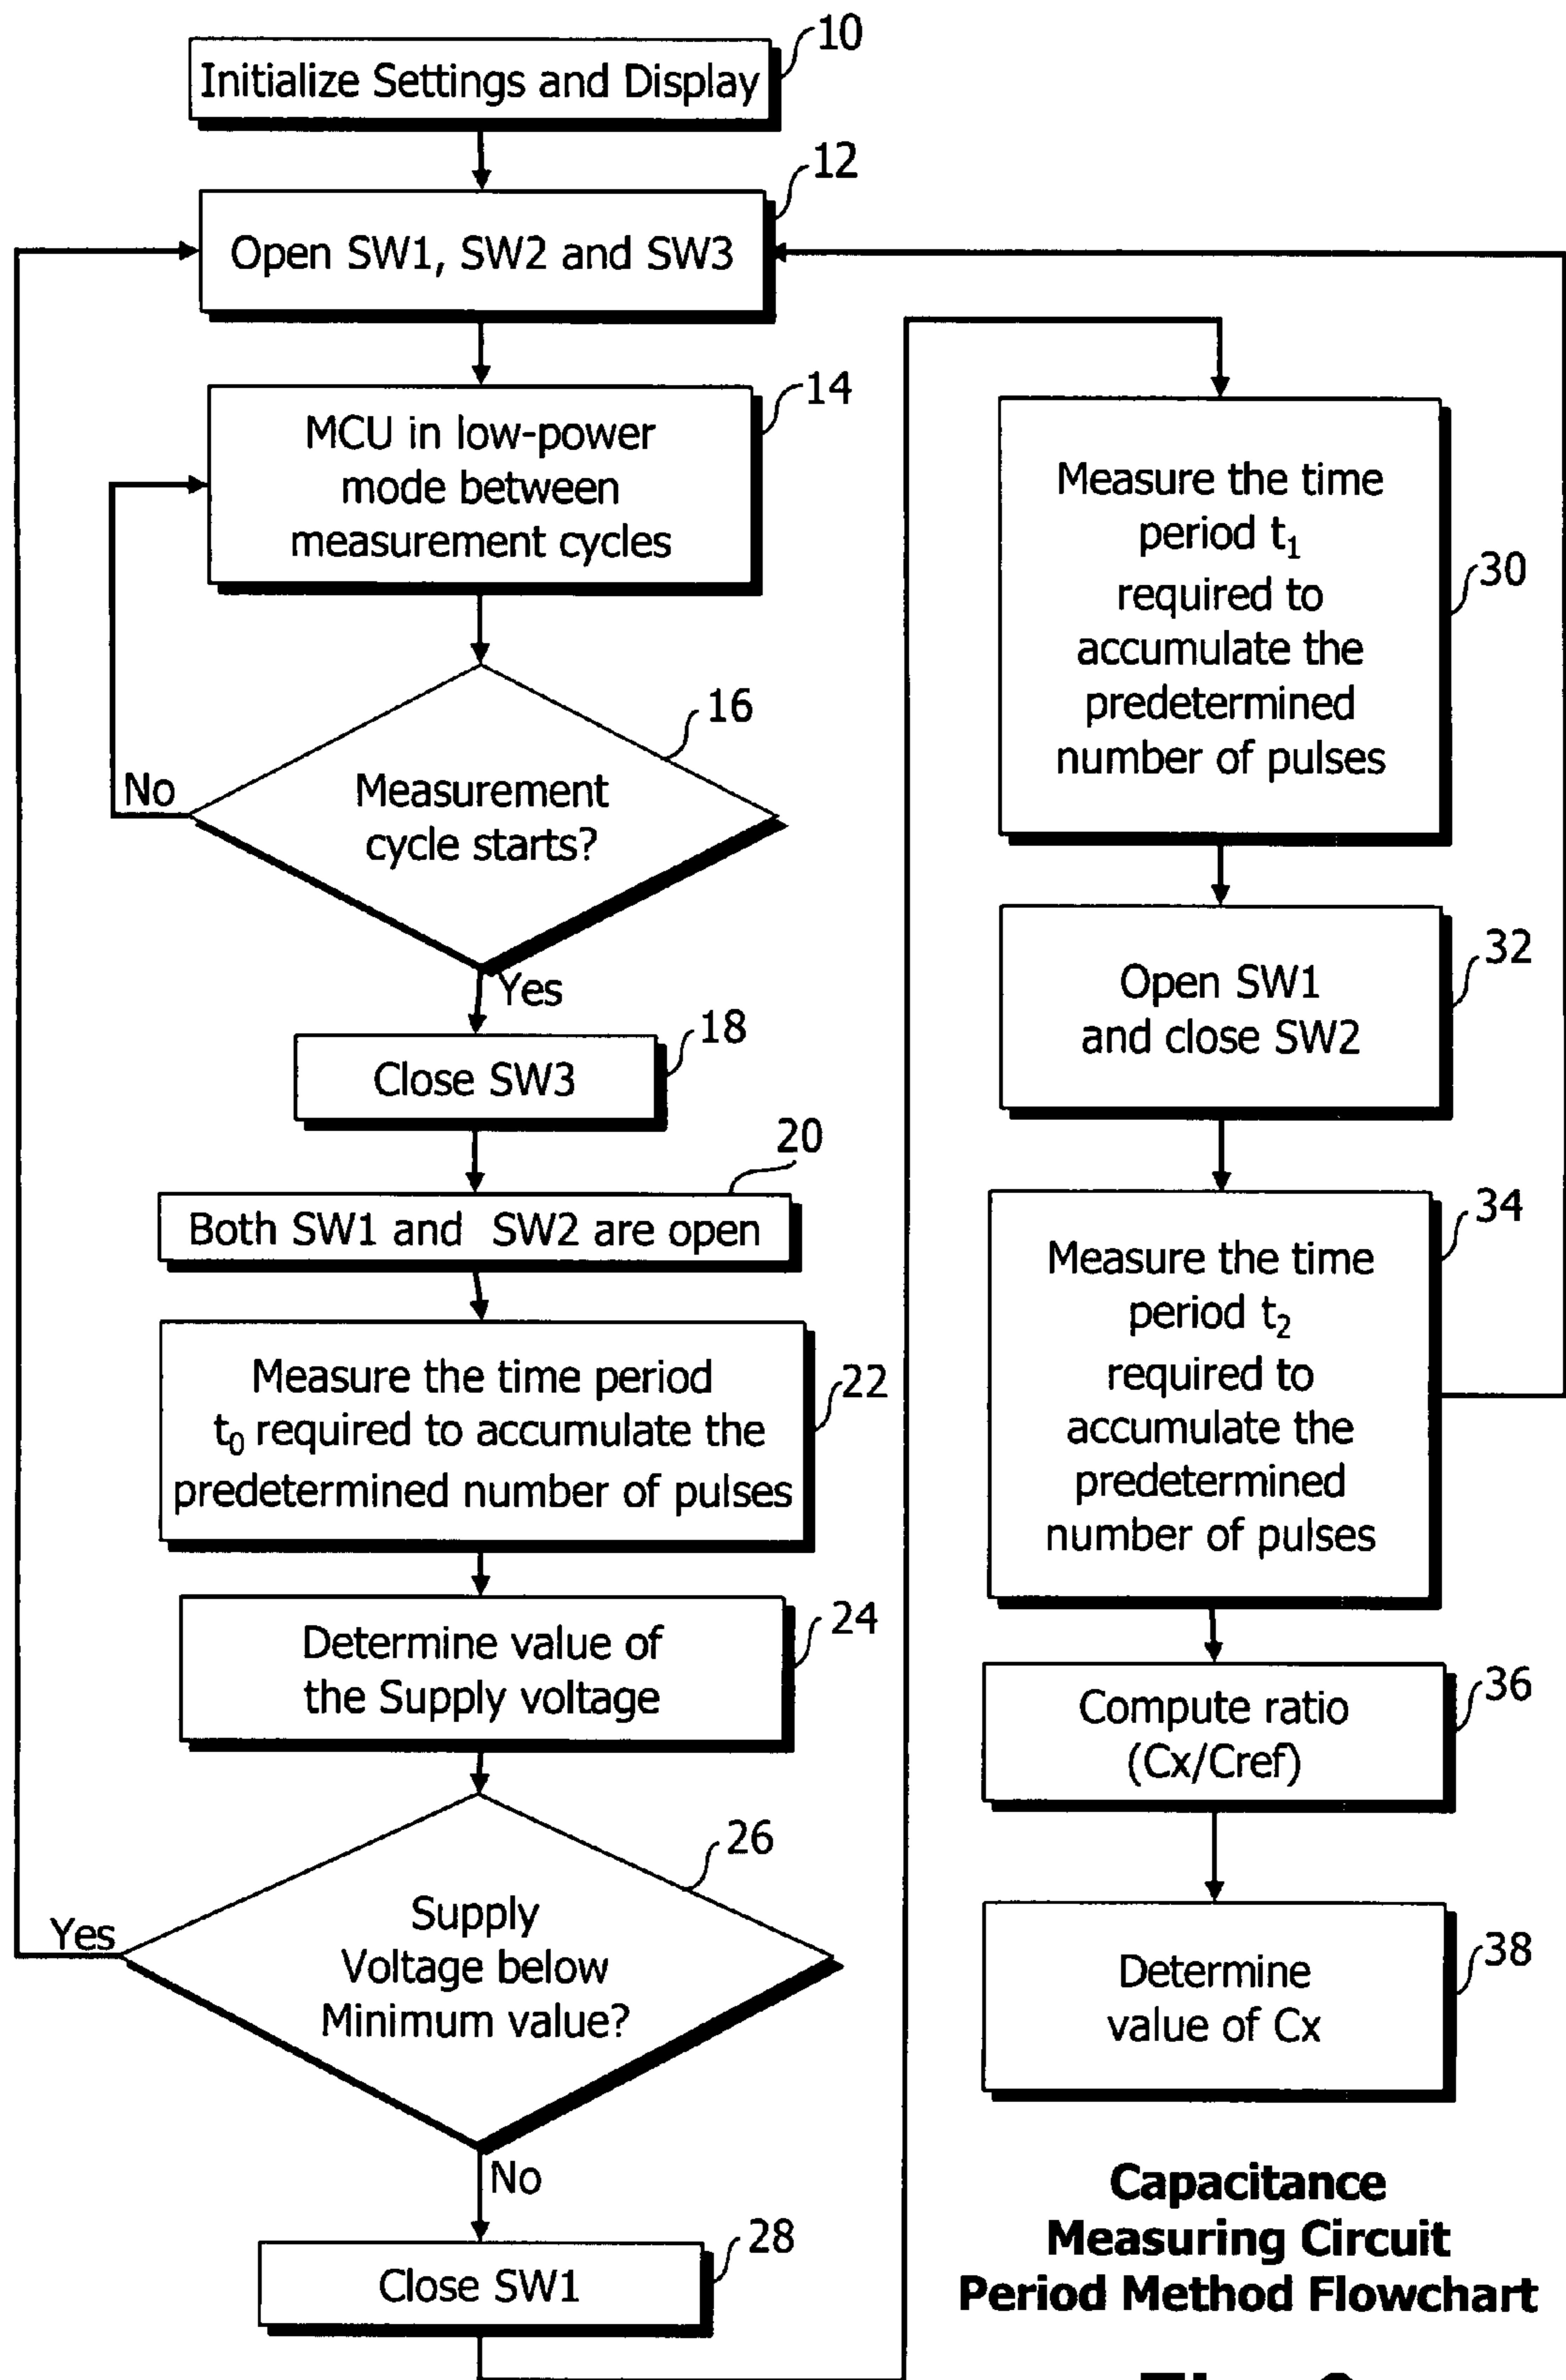 10
Initialize Settings and Display
12
Open SW1, SW2 and SW3
14
MCU in low-power
mode between
measurement cycles
16
No
Measurement
cycle starts?
Yes
18
Close SW3
20
Both SW1 and SW2 are open
22
Measure the time period
t₀ required to accumulate the
predetermined number of pulses
24
Determine value of
the Supply voltage
26
Yes
Supply
Voltage below
Minimum value?
No
28
Close SW1
30
Measure the time
period t₁
required to
accumulate the
predetermined
number of pulses
32
Open SW1
and close SW2
34
Measure the time
period t₂
required to
accumulate the
predetermined
number of pulses
36
Compute ratio
(Cx/Cref)
38
Determine
value of Cx
Capacitance
Measuring Circuit
Period Method Flowchart